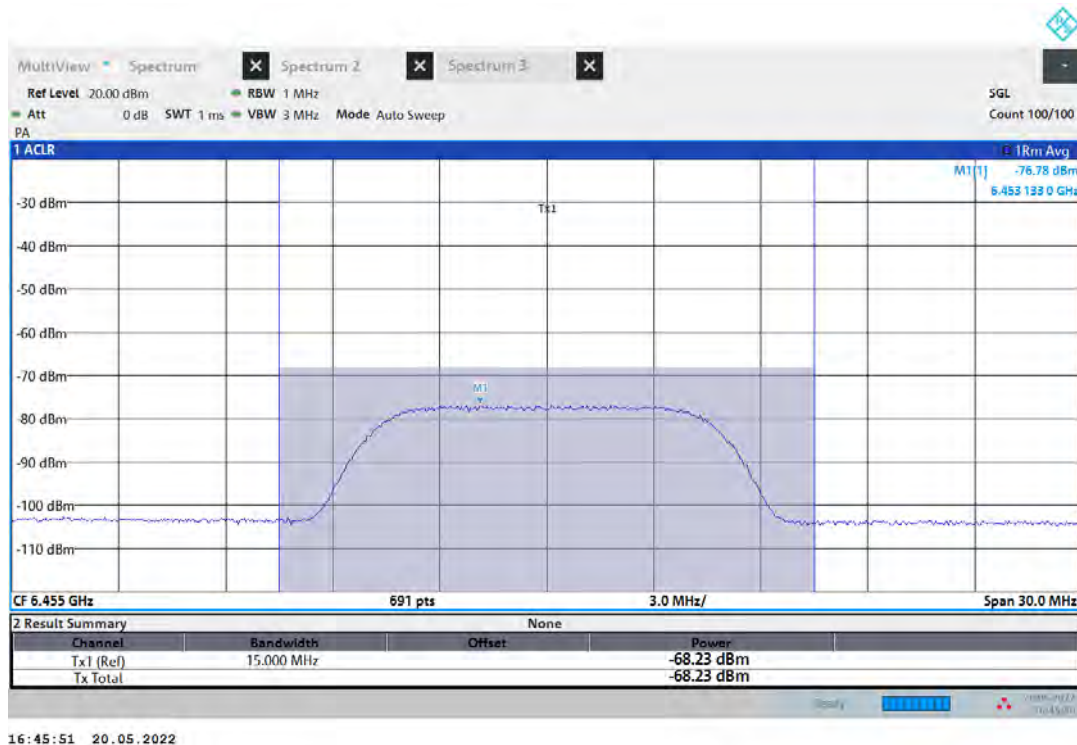 MultiView Spectrum Spectrum 2 Spectrum 3
Ref Level 20.00 dBm RBW 1 MHz SGL
Att 0 dB SWT 1 ms VBW 3 MHz Mode Auto Sweep Count 100/100
PA
1 ACLR 1Rm Avg
M1[1] -76.78 dBm
6.453 133 0 GHz
-30 dBm
Tx1
-40 dBm
-50 dBm
-60 dBm
-70 dBm
M1
-80 dBm
-90 dBm
-100 dBm
-110 dBm
CF 6.455 GHz 691 pts 3.0 MHz/ Span 30.0 MHz
2 Result Summary None
Channel Bandwidth Offset Power
Tx1 (Ref) 15.000 MHz -68.23 dBm
Tx Total -68.23 dBm
Ready
16:45:51 20.05.2022